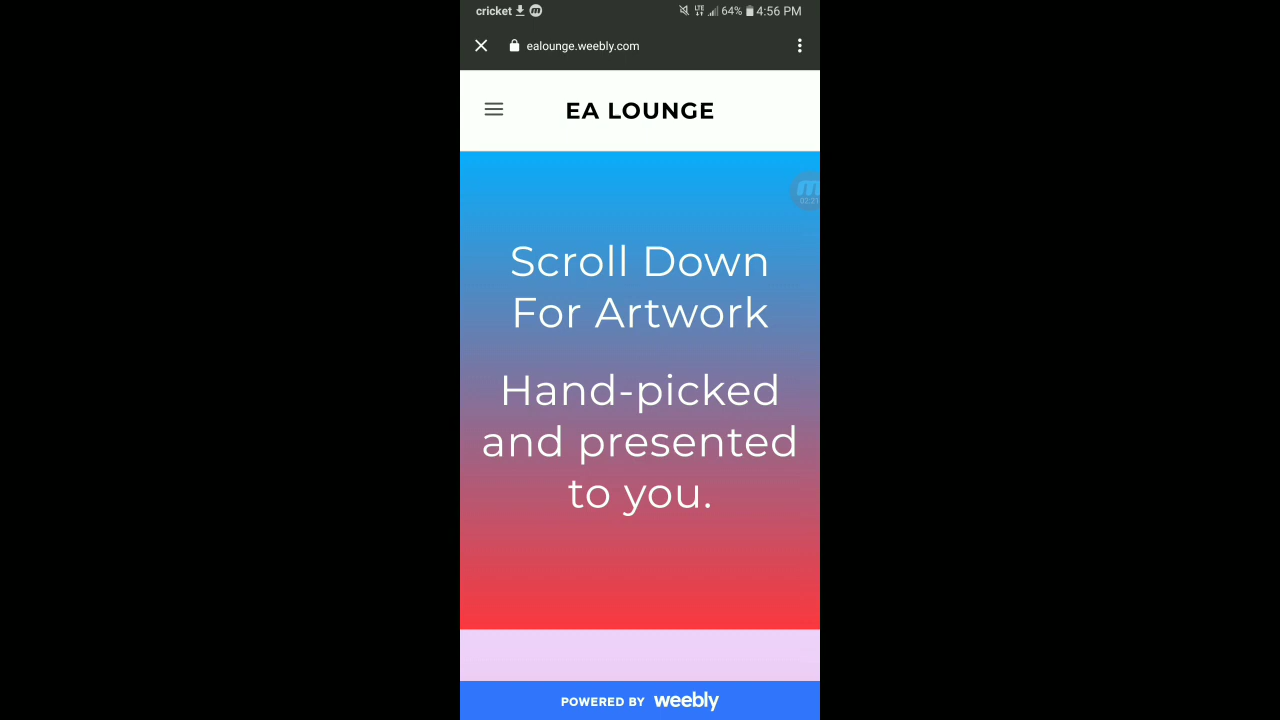 cricket 64% 4:56 PM
ealounge.weebly.com
EA LOUNGE
Scroll Down
For Artwork
Hand-picked
and presented
to you.
POWERED BY weebly